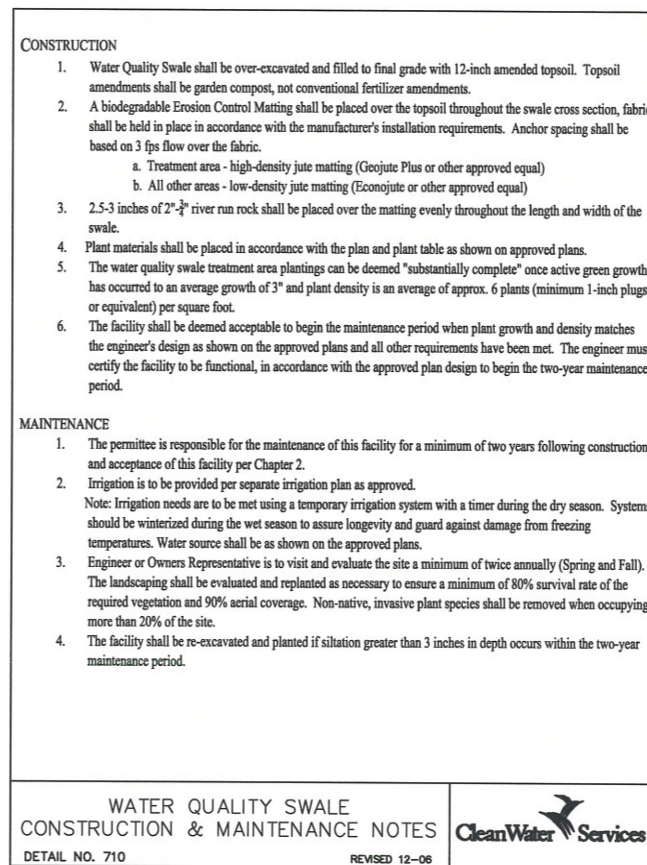 CONSTRUCTION
1. Water Quality Swale shall be over-excavated and filled to final grade with 12-inch amended topsoil. Topsoil
amendments shall be garden compost, not conventional fertilizer amendments.
2. A biodegradable Erosion Control Matting shall be placed over the topsoil throughout the swale cross section, fabric
shall be held in place in accordance with the manufacturer's installation requirements. Anchor spacing shall be
based on 3 fps flow over the fabric.
a. Treatment area - high-density jute matting (Geojute Plus or other approved equal)
b. All other areas - low-density jute matting (Econojute or other approved equal)
3. 2.5-3 inches of 2"-¾" river run rock shall be placed over the matting evenly throughout the length and width of the
swale.
4. Plant materials shall be placed in accordance with the plan and plant table as shown on approved plans.
5. The water quality swale treatment area plantings can be deemed "substantially complete" once active green growth
has occurred to an average growth of 3" and plant density is an average of approx. 6 plants (minimum 1-inch plugs
or equivalent) per square foot.
6. The facility shall be deemed acceptable to begin the maintenance period when plant growth and density matches
the engineer's design as shown on the approved plans and all other requirements have been met. The engineer mus
certify the facility to be functional, in accordance with the approved plan design to begin the two-year maintenance
period.
MAINTENANCE
1. The permittee is responsible for the maintenance of this facility for a minimum of two years following construction
and acceptance of this facility per Chapter 2.
2. Irrigation is to be provided per separate irrigation plan as approved.
Note: Irrigation needs are to be met using a temporary irrigation system with a timer during the dry season. Systems
should be winterized during the wet season to assure longevity and guard against damage from freezing
temperatures. Water source shall be as shown on the approved plans.
3. Engineer or Owners Representative is to visit and evaluate the site a minimum of twice annually (Spring and Fall).
The landscaping shall be evaluated and replanted as necessary to ensure a minimum of 80% survival rate of the
required vegetation and 90% aerial coverage. Non-native, invasive plant species shall be removed when occupying
more than 20% of the site.
4. The facility shall be re-excavated and planted if siltation greater than 3 inches in depth occurs within the two-year
maintenance period.
WATER QUALITY SWALE
CONSTRUCTION & MAINTENANCE NOTES
DETAIL NO. 710 REVISED 12-06
CleanWater Services